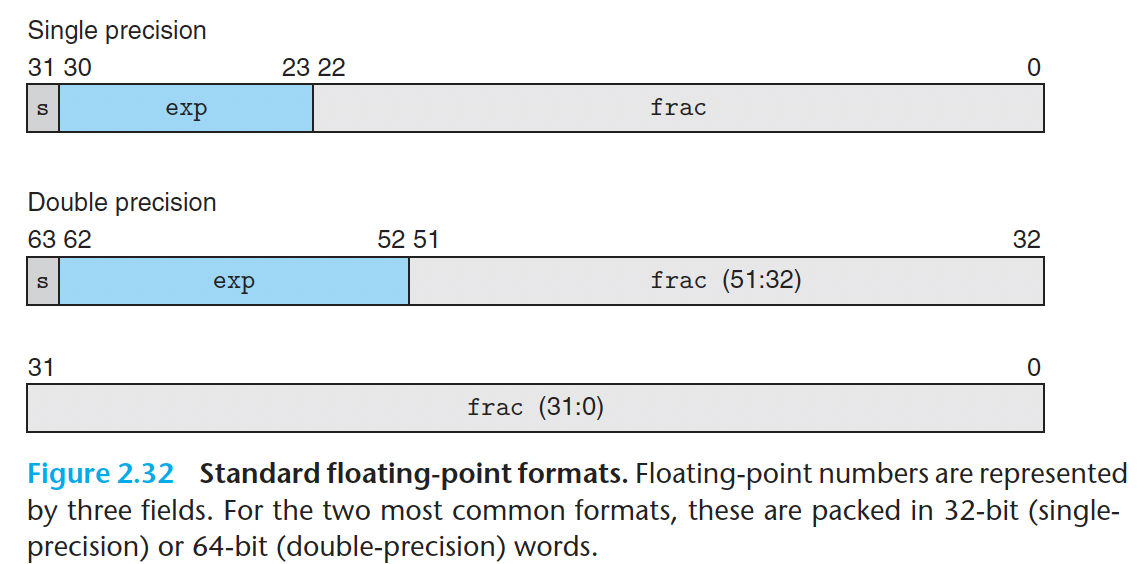 Single precision
31 30 23 22 0
s exp frac
Double precision
63 62 52 51 32
s exp frac (51:32)
31 0
frac (31:0)
Figure 2.32 Standard floating-point formats. Floating-point numbers are represented
by three fields. For the two most common formats, these are packed in 32-bit (single-
precision) or 64-bit (double-precision) words.